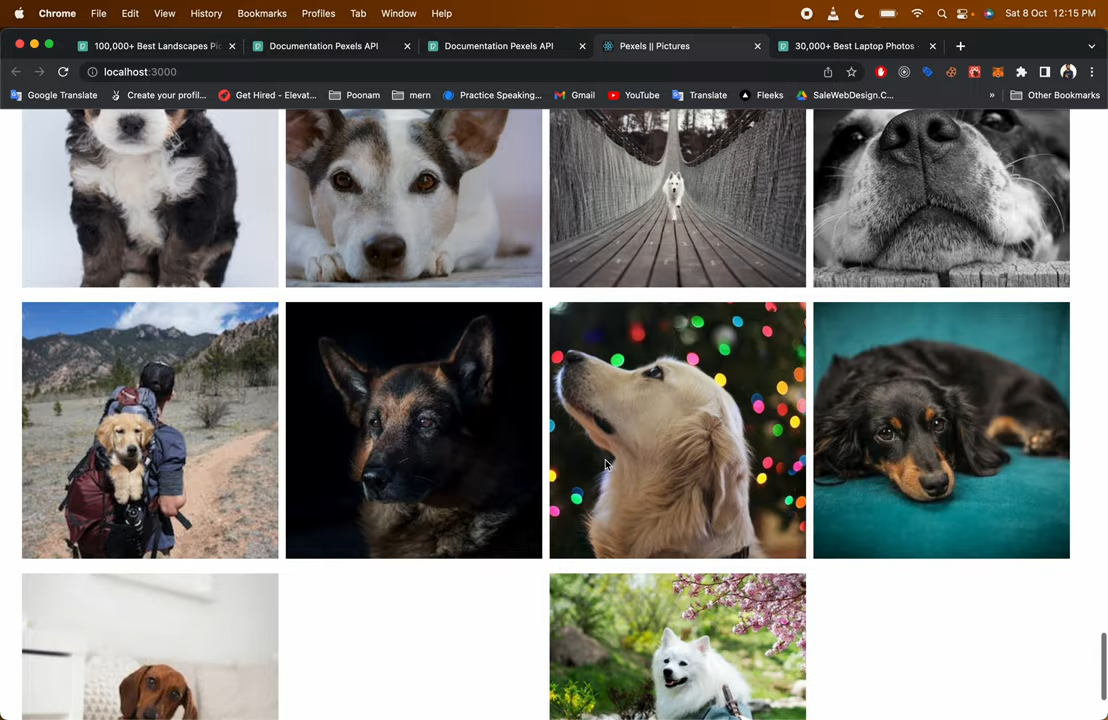 Chrome File Edit View History Bookmarks Profiles Tab Window Help Sat 8 Oct 12:15 PM
100,000+ Best Landscapes Pic Documentation Pexels API Documentation Pexels API Pexels || Pictures 30,000+ Best Laptop Photos
localhost:3000
Google Translate Create your profil... Get Hired - Elevat... Poonam mern Practice Speaking... Gmail YouTube Translate Fleeks SaleWebDesign.C... » Other Bookmarks